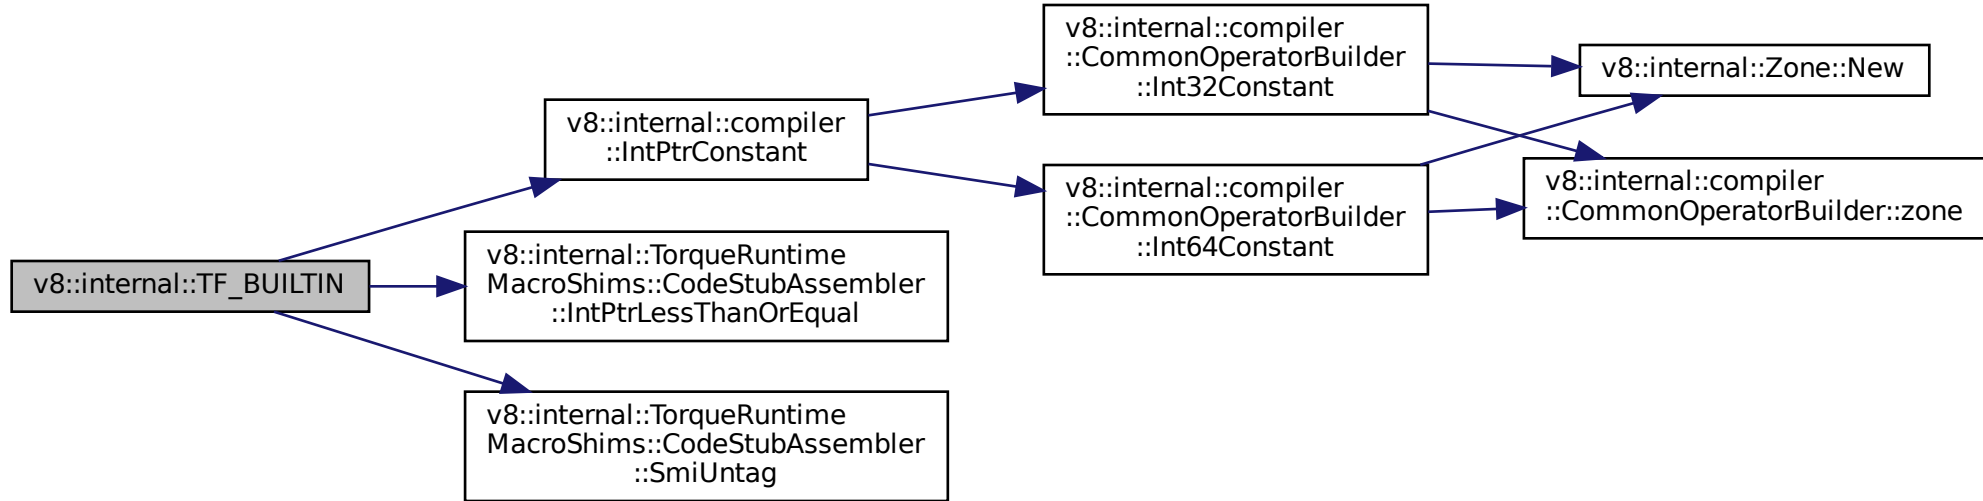 v8::internal::TF_BUILTIN
v8::internal::compiler
::IntPtrConstant
v8::internal::compiler
::CommonOperatorBuilder
::Int32Constant
v8::internal::Zone::New
v8::internal::compiler
::CommonOperatorBuilder::zone
v8::internal::compiler
::CommonOperatorBuilder
::Int64Constant
v8::internal::TorqueRuntime
MacroShims::CodeStubAssembler
::IntPtrLessThanOrEqual
v8::internal::TorqueRuntime
MacroShims::CodeStubAssembler
::SmiUntag